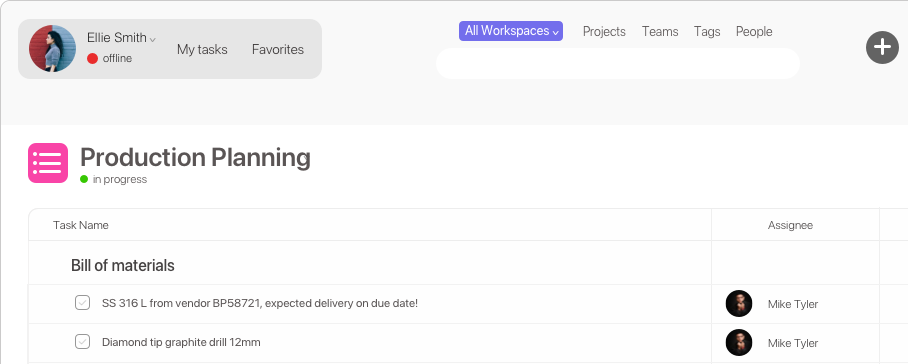 Ellie Smith
offline
My tasks
Favorites
All Workspaces
Projects
Teams
Tags
People
Production Planning
in progress
Task Name
Assignee
Bill of materials
SS 316 L from vendor BP58721, expected delivery on due date!
Mike Tyler
Diamond tip graphite drill 12mm
Mike Tyler